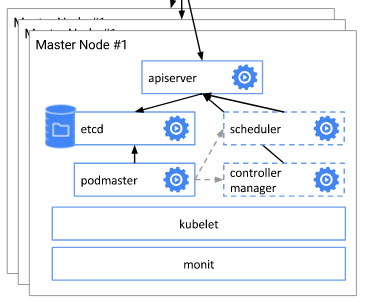 Master Node #1
apiserver
etcd
scheduler
podmaster
controller
manager
kubelet
monit